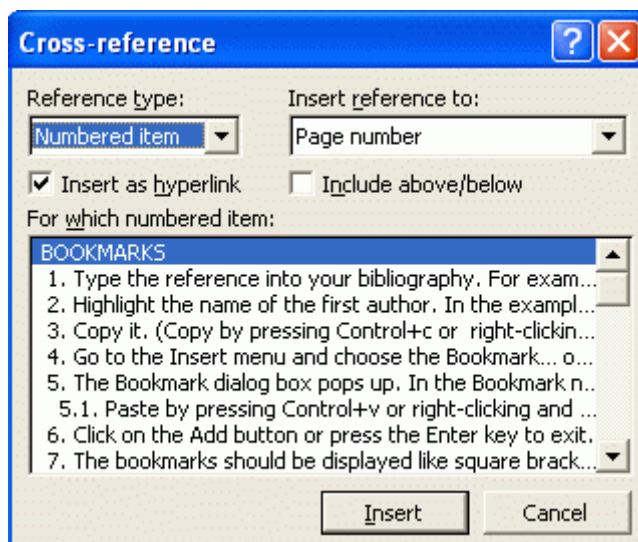 Cross-reference
Reference type:
Insert reference to:
Numbered item
Page number
Insert as hyperlink
Include above/below
For which numbered item:
BOOKMARKS
1. Type the reference into your bibliography. For exam...
2. Highlight the name of the first author. In the exampl...
3. Copy it. (Copy by pressing Control+c or right-clickin...
4. Go to the Insert menu and choose the Bookmark... o...
5. The Bookmark dialog box pops up. In the Bookmark n...
5.1. Paste by pressing Control+v or right-clicking and ...
6. Click on the Add button or press the Enter key to exit.
7. The bookmarks should be displayed like square brack...
Insert
Cancel